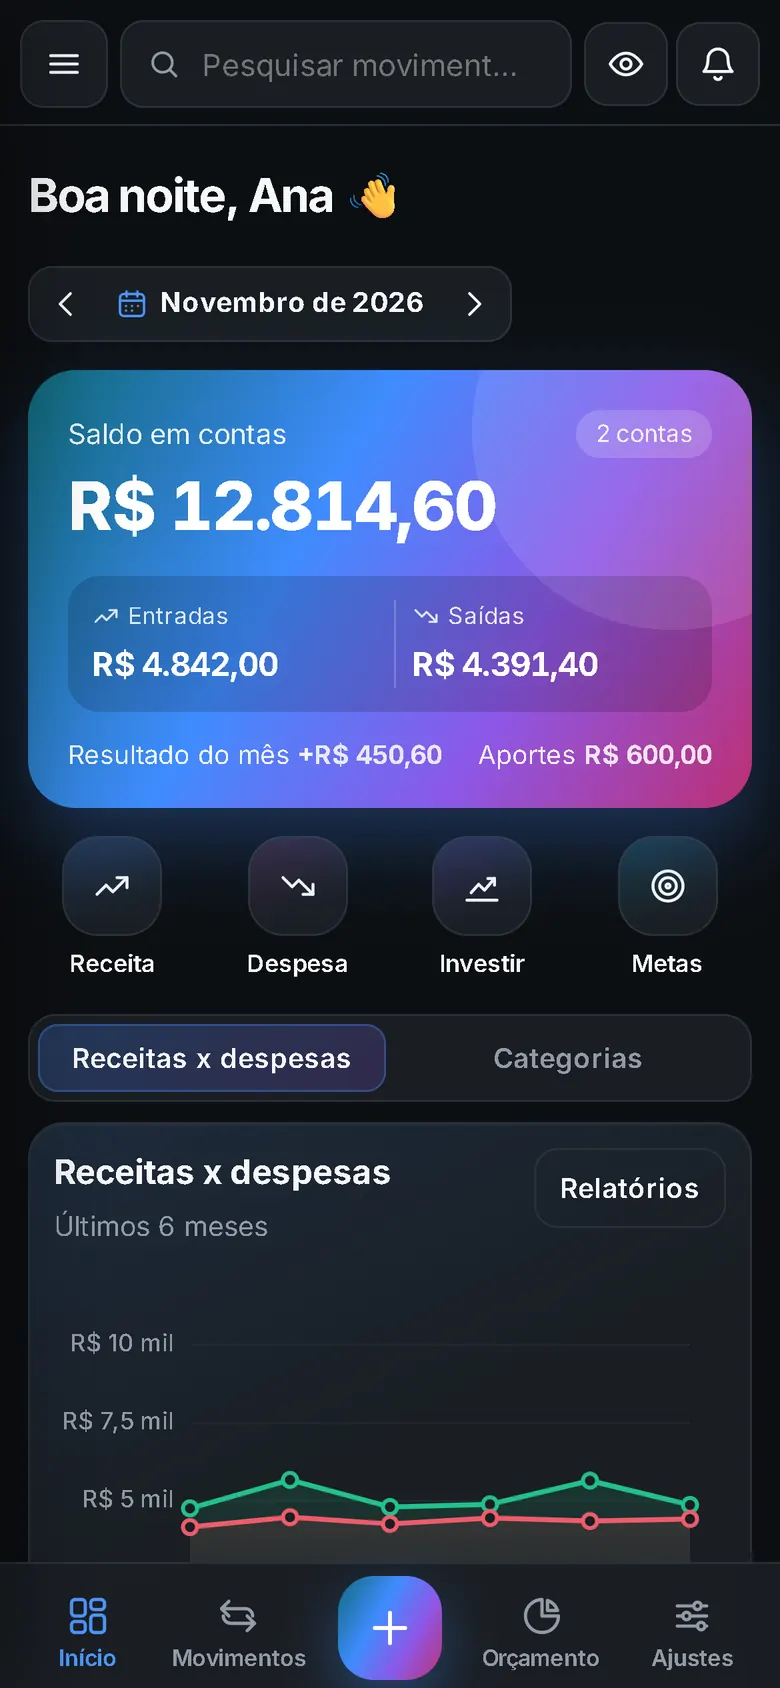 Pesquisar moviment...
Boa noite, Ana 👋
Novembro de 2026
Saldo em contas
2 contas
R$ 12.814,60
Entradas
Saídas
R$ 4.842,00
R$ 4.391,40
Resultado do mês +R$ 450,60
Aportes R$ 600,00
Receita
Despesa
Investir
Metas
Receitas x despesas
Categorias
Receitas x despesas
Relatórios
Últimos 6 meses
R$ 10 mil
R$ 7,5 mil
R$ 5 mil
Início
Movimentos
Orçamento
Ajustes